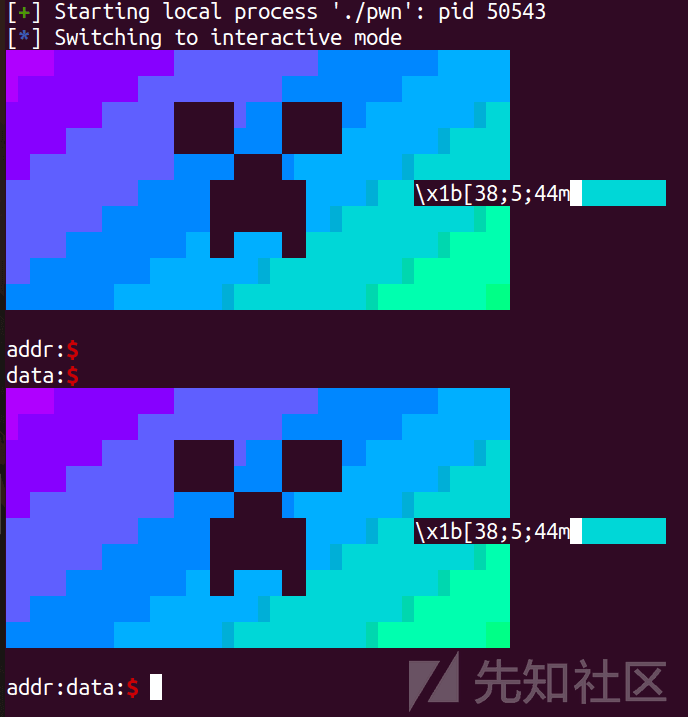 [+] Starting local process './pwn': pid 50543
[*] Switching to interactive mode
\x1b[38;5;44m
addr:$
data:$
\x1b[38;5;44m
addr:data:$
先知社区